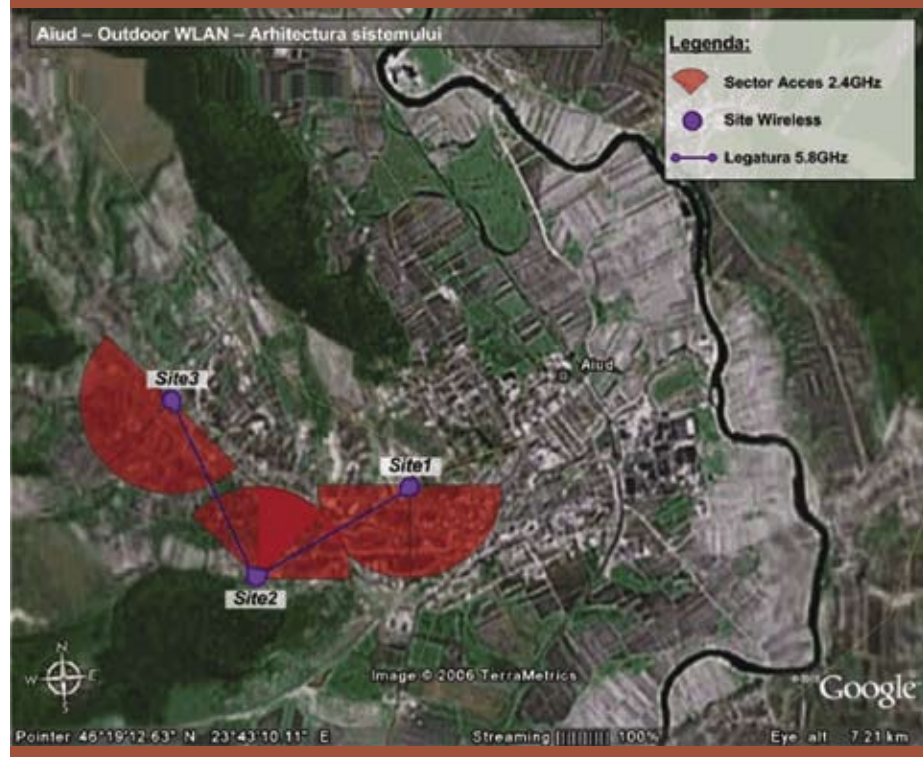 Aiud – Outdoor WLAN – Arhitectura sistemului
Legenda:
Sector Acces 2.4GHz
Site Wireless
Legatura 5.8GHz
Aiud
Site3
Site1
Site2
N
W E
S
Image © 2006 TerraMetrics
Google
Pointer 46°19'12.63" N 23°43'10.11" E Streaming |||||||||| 100% Eye alt 7.21 km